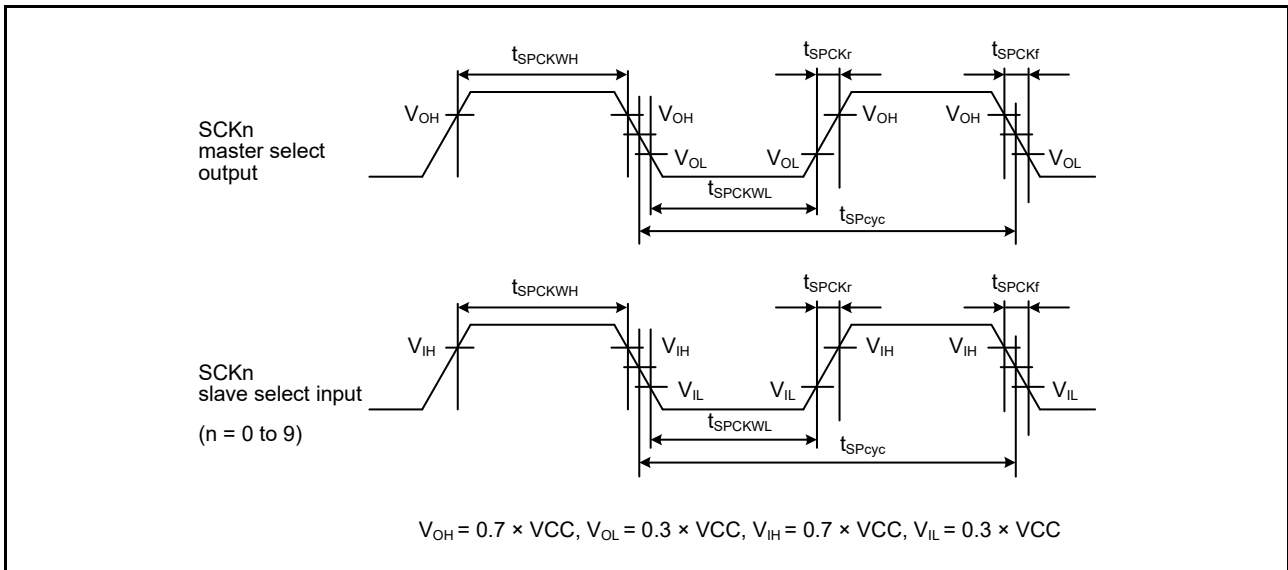 tSPCKWH
tSPCKr
tSPCKf
VOH
VOH
VOH
VOH
SCKn
master select
output
VOL
VOL
VOL
tSPCKWL
tSPcyc
tSPCKWH
tSPCKr
tSPCKf
VIH
VIH
VIH
VIH
SCKn
slave select input
(n = 0 to 9)
VIL
VIL
VIL
tSPCKWL
tSPcyc
VOH = 0.7 × VCC, VOL = 0.3 × VCC, VIH = 0.7 × VCC, VIL = 0.3 × VCC